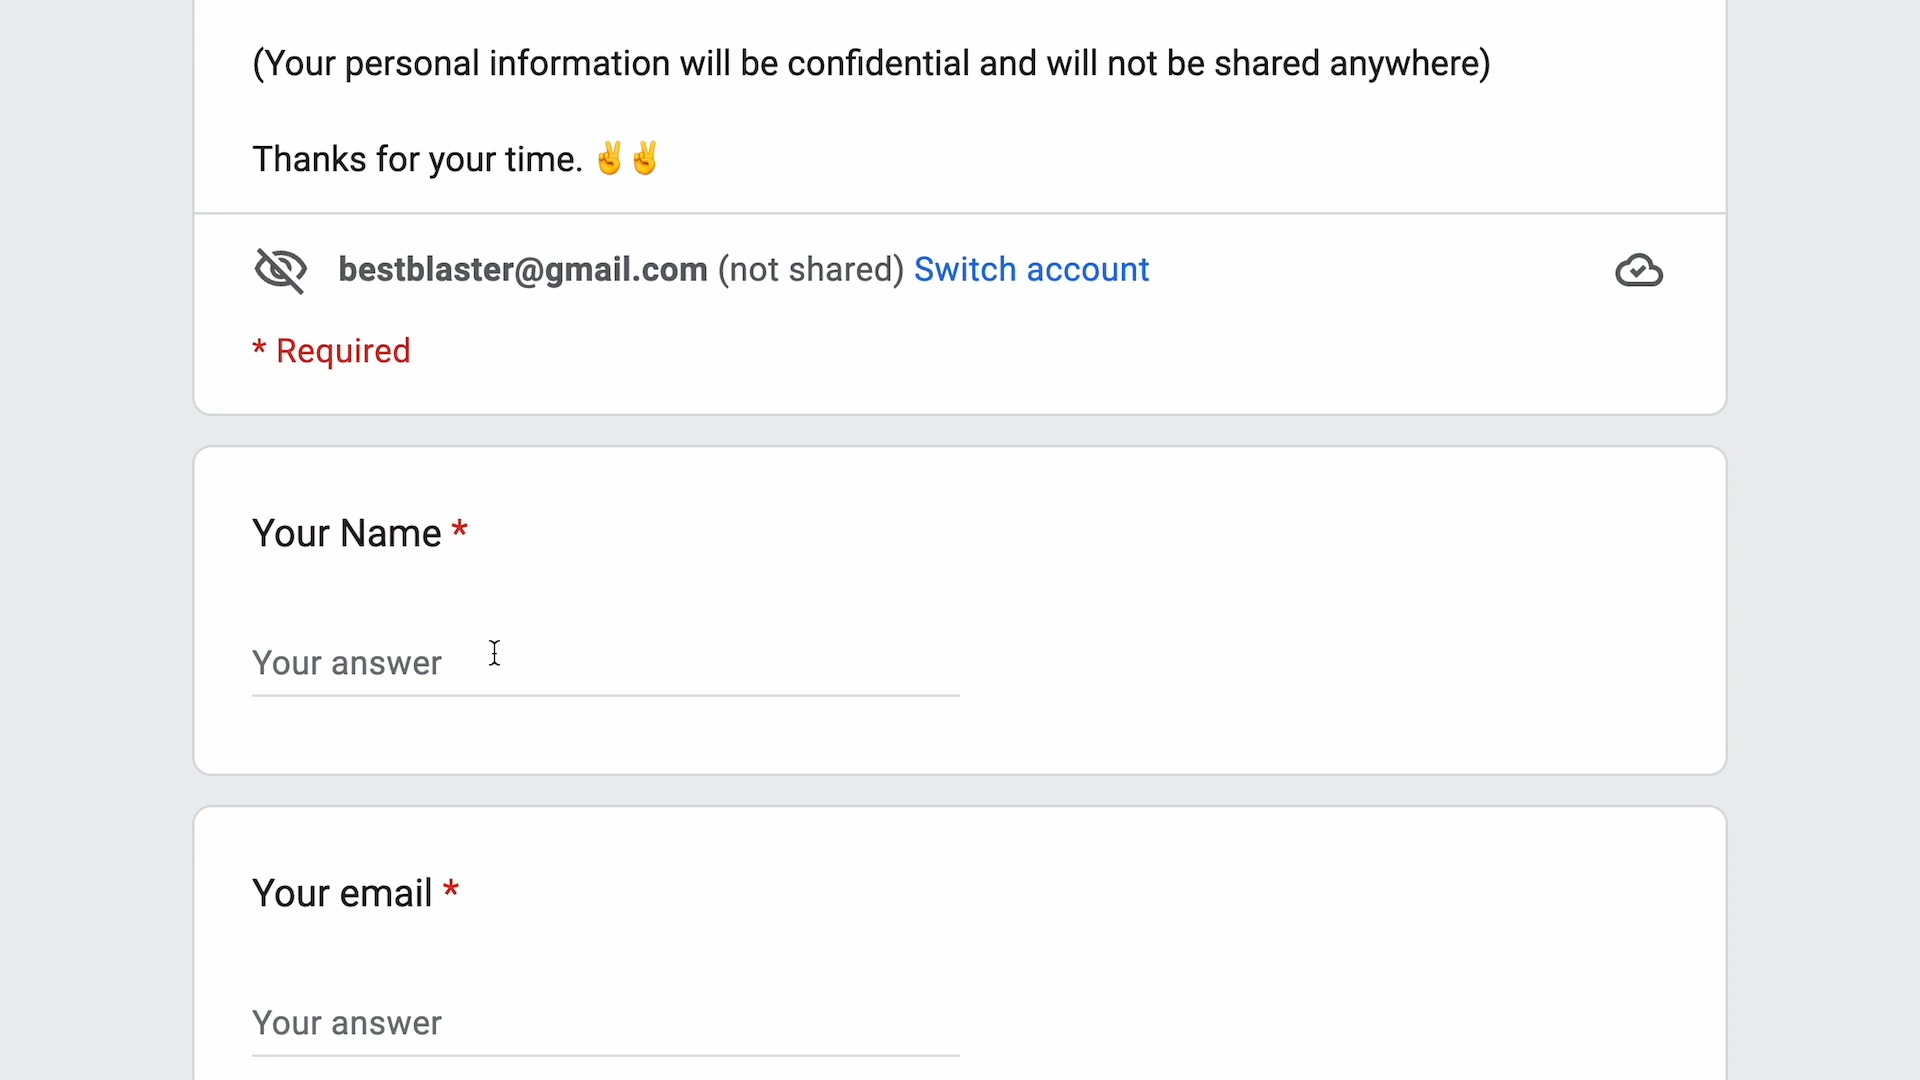 (Your personal information will be confidential and will not be shared anywhere)
Thanks for your time. ✌️✌️
bestblaster@gmail.com (not shared) Switch account
* Required
Your Name *
Your answer
Your email *
Your answer